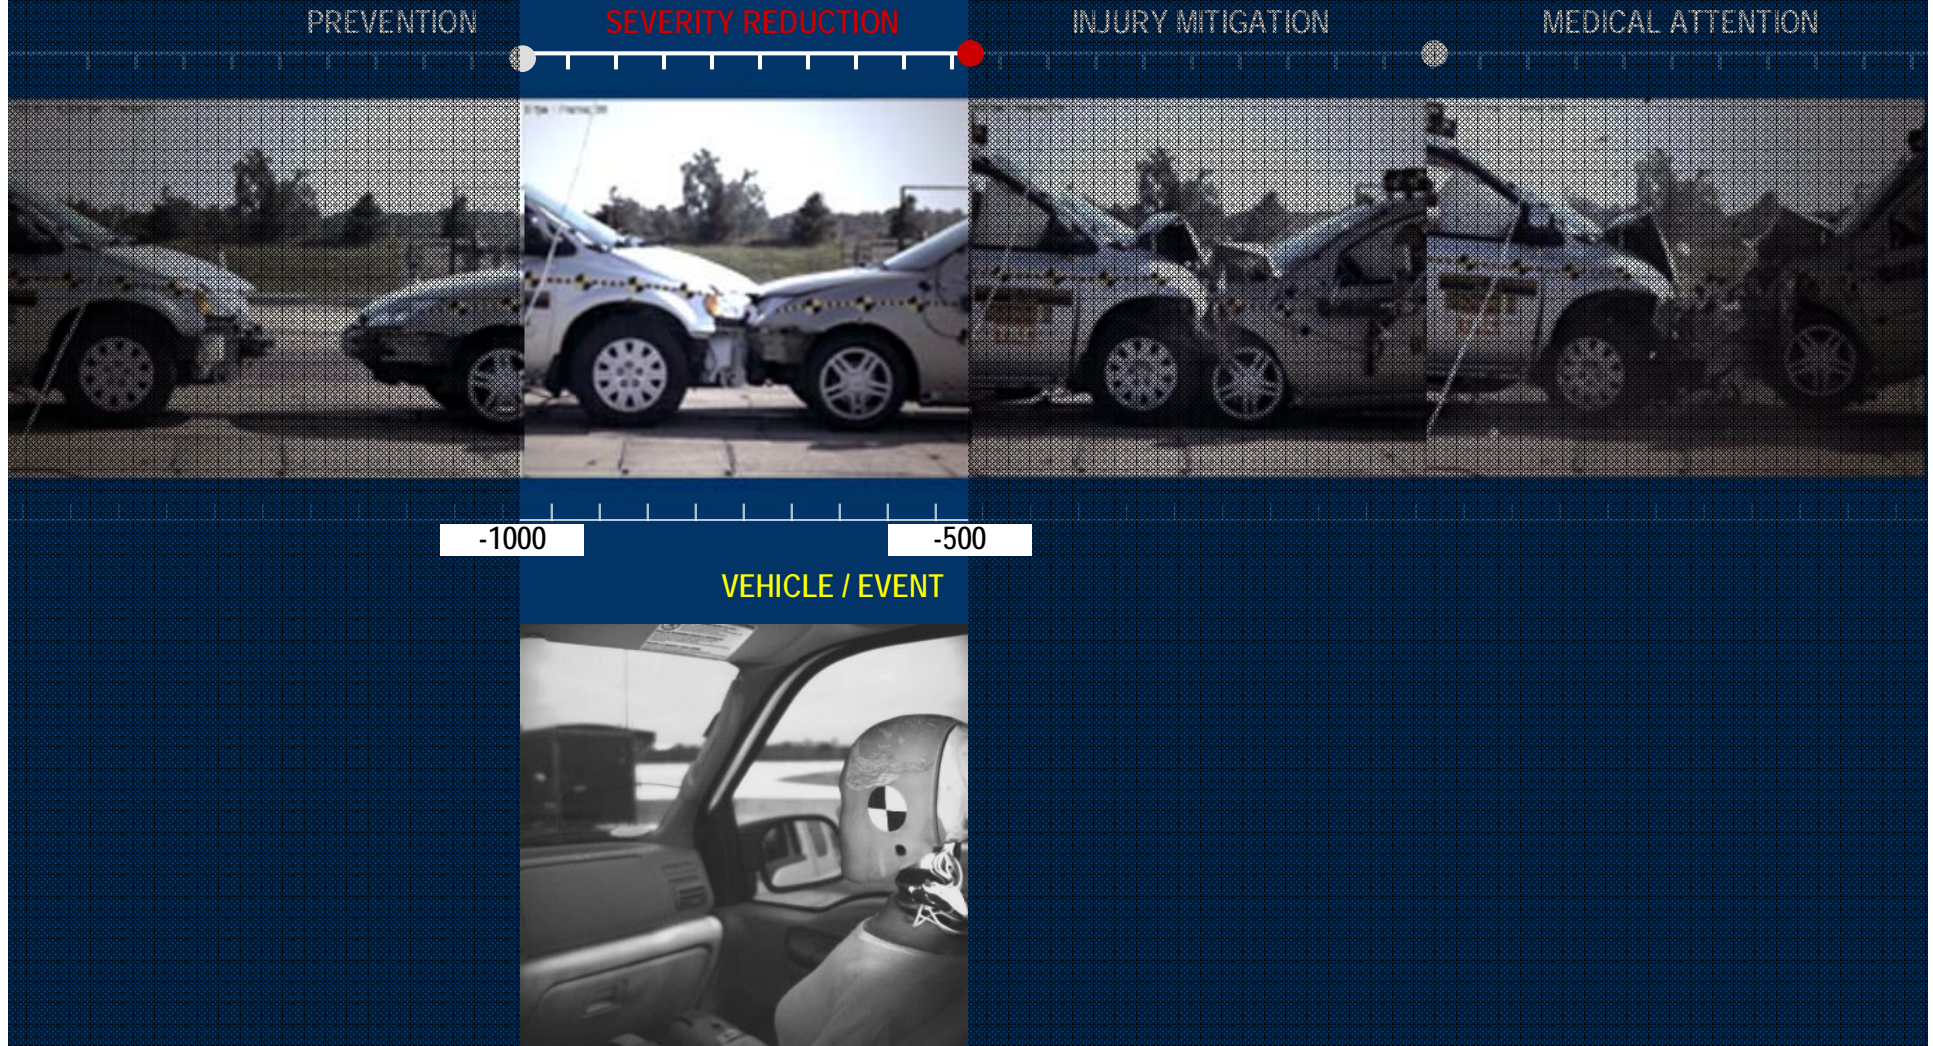 PREVENTION
SEVERITY REDUCTION
INJURY MITIGATION
MEDICAL ATTENTION
-1000
-500
VEHICLE / EVENT